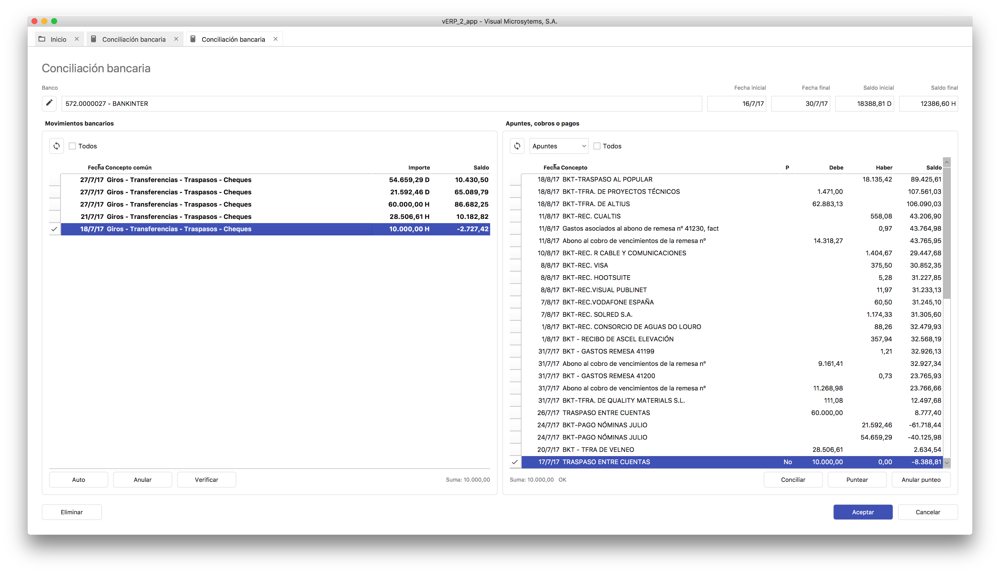 vERP_2_app - Visual Microsytems, S.A.
Inicio Conciliación bancaria Conciliación bancaria
Conciliación bancaria
Banco Fecha inicial Fecha final Saldo inicial Saldo final
572.0000027 - BANKINTER 16/7/17 30/7/17 18388,81 D 12386,60 H
Movimientos bancarios
Todos
Fecha Concepto común Importe Saldo
27/7/17 Giros - Transferencias - Traspasos - Cheques 54.659,29 D 10.430,50
27/7/17 Giros - Transferencias - Traspasos - Cheques 21.592,46 D 65.089,79
27/7/17 Giros - Transferencias - Traspasos - Cheques 60.000,00 H 86.682,25
21/7/17 Giros - Transferencias - Traspasos - Cheques 28.506,61 H 10.182,82
18/7/17 Giros - Transferencias - Traspasos - Cheques 10.000,00 H -2.727,42
Auto Anular Verificar Suma: 10.000,00
Apuntes, cobros o pagos
Apuntes Todos
Fecha Concepto P Debe Haber Saldo
18/8/17 BKT-TRASPASO AL POPULAR 18.135,42 89.425,61
18/8/17 BKT-TFRA. DE PROYECTOS TÉCNICOS 1.471,00 107.561,03
18/8/17 BKT-TFRA. DE ALTIUS 62.883,13 106.090,03
11/8/17 BKT-REC. CUALTIS 558,08 43.206,90
11/8/17 Gastos asociados al abono de remesa nº 41230, fact 0,97 43.764,98
11/8/17 Abono al cobro de vencimientos de la remesa nº 14.318,27 43.765,95
10/8/17 BKT-REC. R CABLE Y COMUNICACIONES 1.404,67 29.447,68
8/8/17 BKT-REC. VISA 375,50 30.852,35
8/8/17 BKT-REC. HOOTSUITE 5,28 31.227,85
8/8/17 BKT-REC.VISUAL PUBLINET 11,97 31.233,13
7/8/17 BKT-REC.VODAFONE ESPAÑA 60,50 31.245,10
7/8/17 BKT-REC. SOLRED S.A. 1.174,33 31.305,60
1/8/17 BKT-REC. CONSORCIO DE AGUAS DO LOURO 88,26 32.479,93
1/8/17 BKT - RECIBO DE ASCEL ELEVACIÓN 357,94 32.568,19
31/7/17 BKT - GASTOS REMESA 41199 1,21 32.926,13
31/7/17 Abono al cobro de vencimientos de la remesa nº 9.161,41 32.927,34
31/7/17 BKT - GASTOS REMESA 41200 0,73 23.765,93
31/7/17 Abono al cobro de vencimientos de la remesa nº 11.268,98 23.766,66
31/7/17 BKT-TFRA. DE QUALITY MATERIALS S.L. 111,08 12.497,68
26/7/17 TRASPASO ENTRE CUENTAS 60.000,00 8.777,40
24/7/17 BKT-PAGO NÓMINAS JULIO 21.592,46 -61.718,44
24/7/17 BKT-PAGO NÓMINAS JULIO 54.659,29 -40.125,98
20/7/17 BKT - TFRA DE VELNEO 28.506,61 2.634,54
17/7/17 TRASPASO ENTRE CUENTAS No 10.000,00 0,00 -8.388,81
Suma: 10.000,00 OK Conciliar Puntear Anular punteo
Eliminar Aceptar Cancelar